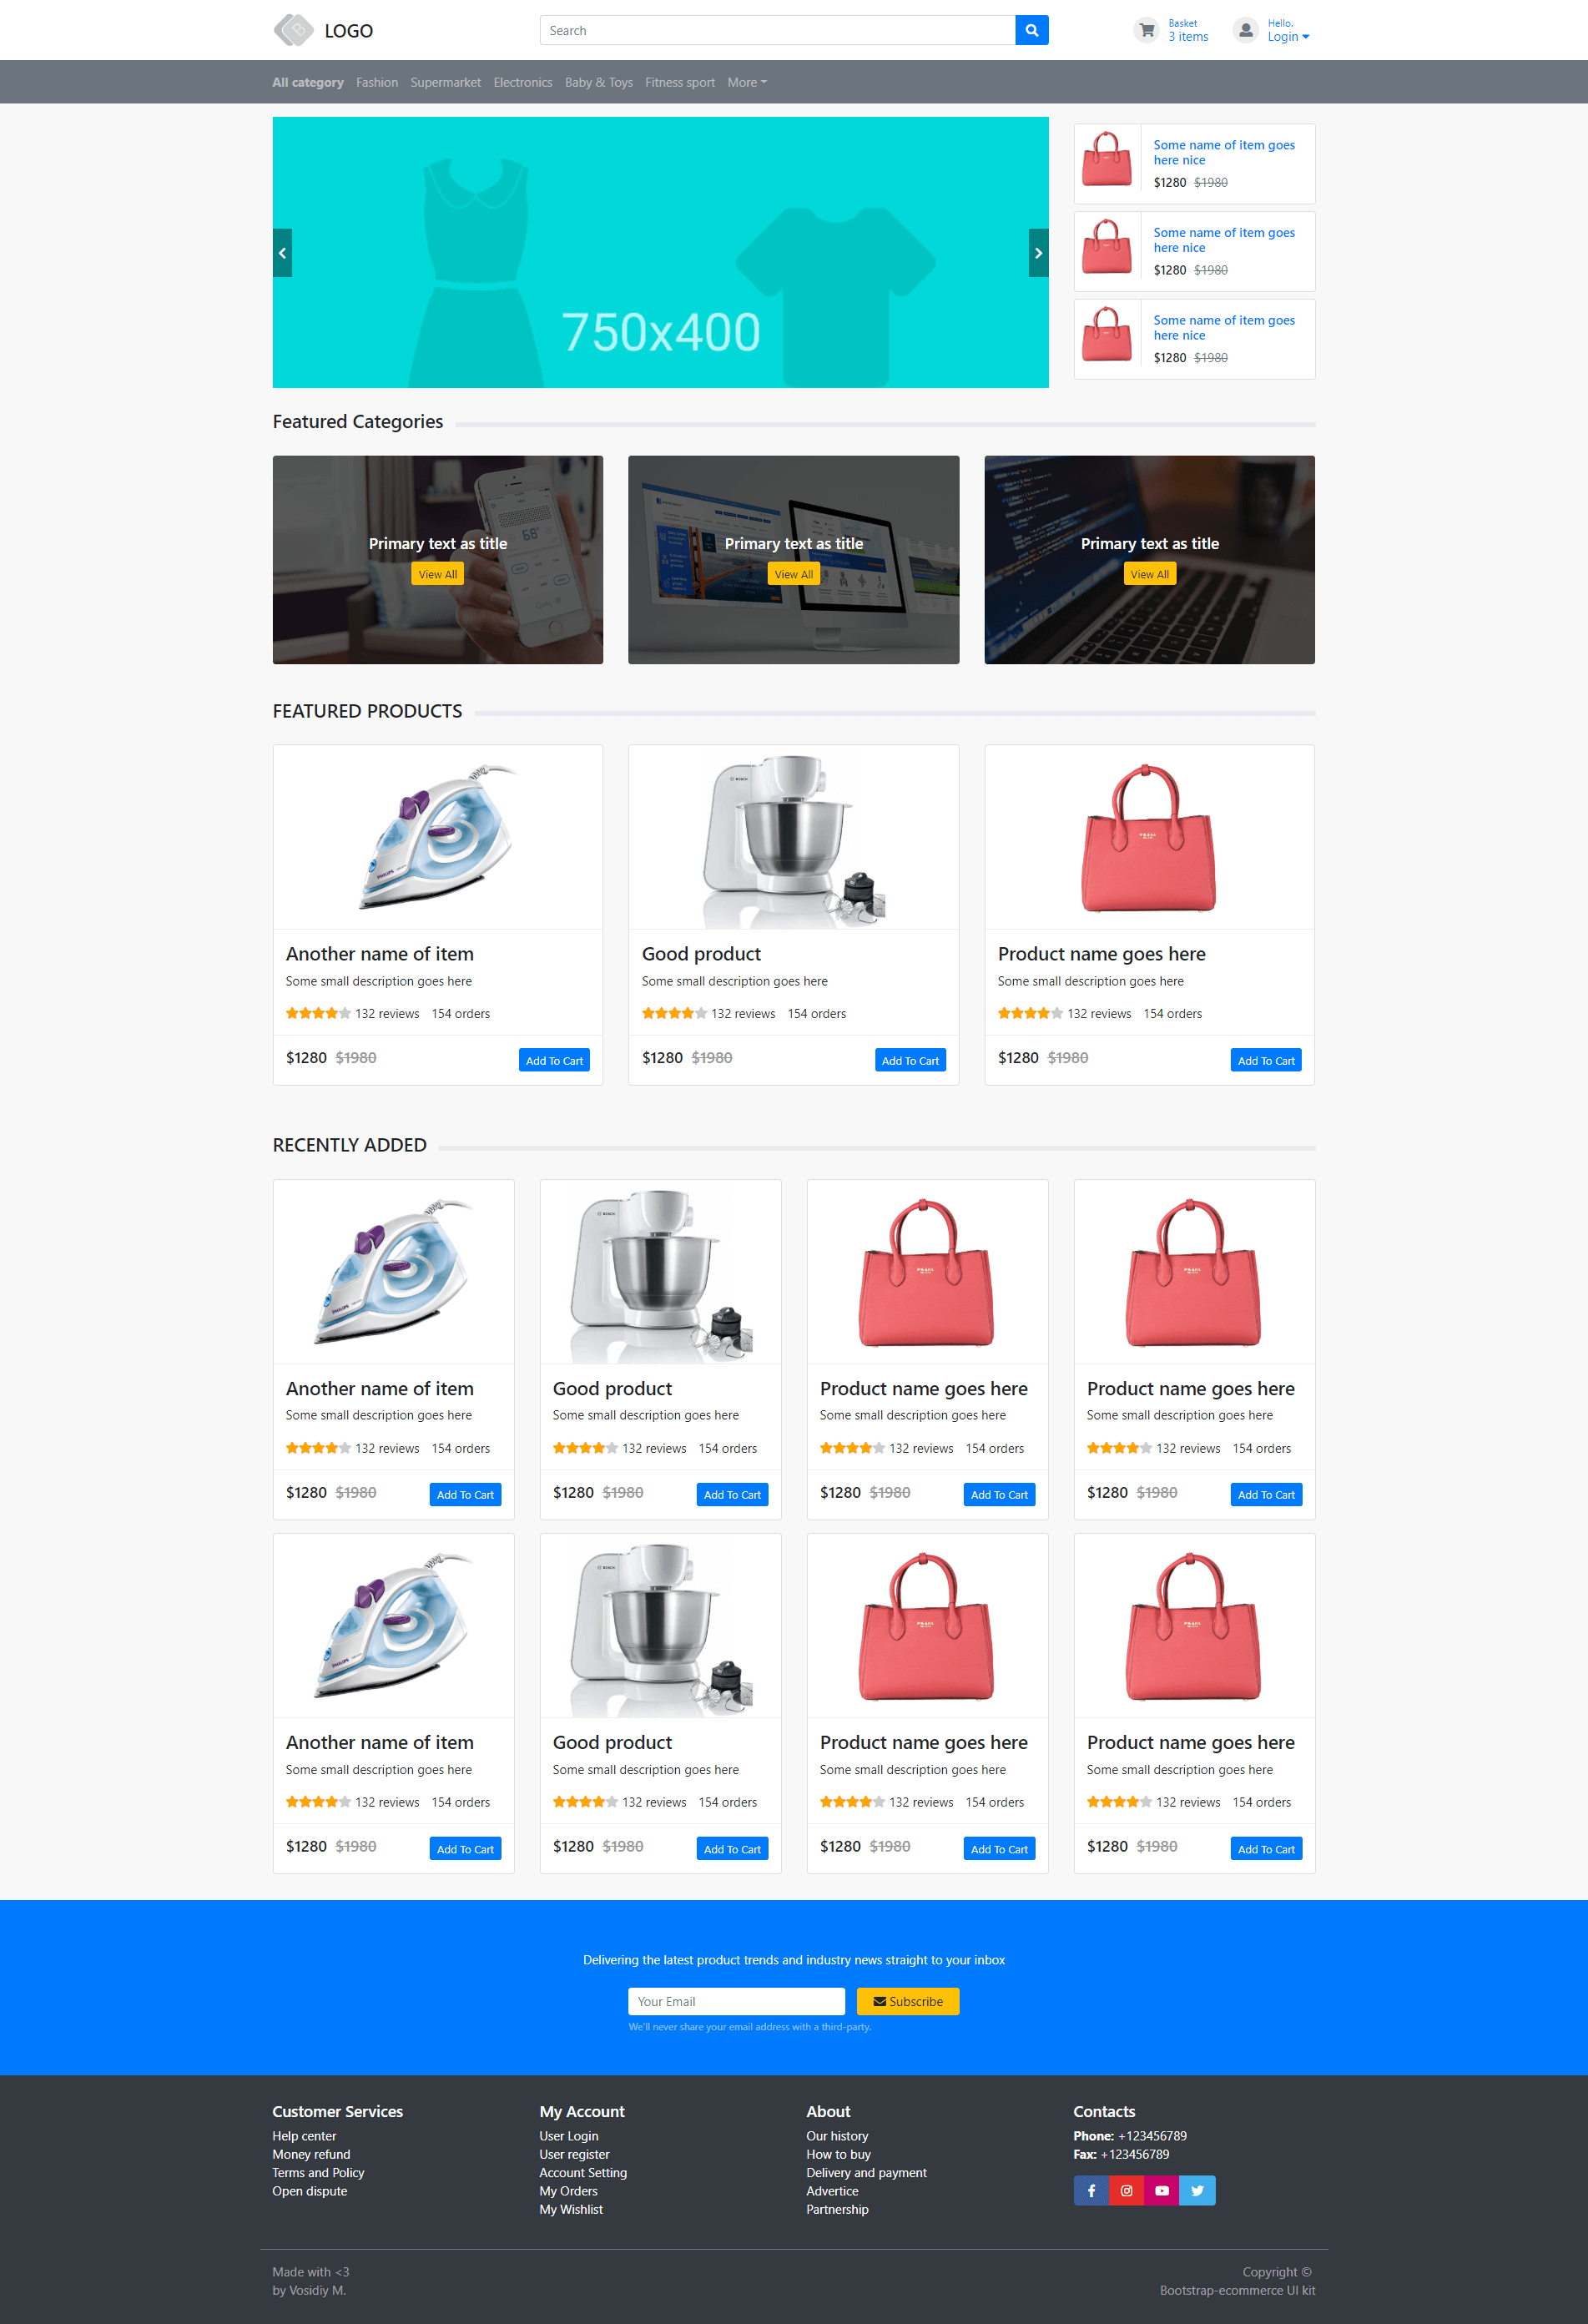 LOGO
Search
Basket
3 items
Hello.
Login
All category
Fashion
Supermarket
Electronics
Baby & Toys
Fitness sport
More
750x400
Some name of item goes
here nice
$1280 $1980
Some name of item goes
here nice
$1280 $1980
Some name of item goes
here nice
$1280 $1980
Featured Categories
Primary text as title
View All
Primary text as title
View All
Primary text as title
View All
FEATURED PRODUCTS
Another name of item
Some small description goes here
132 reviews 154 orders
$1280 $1980
Add To Cart
BOSCH
Good product
Some small description goes here
132 reviews 154 orders
$1280 $1980
Add To Cart
PRADA
Product name goes here
Some small description goes here
132 reviews 154 orders
$1280 $1980
Add To Cart
RECENTLY ADDED
PHILIPS
Another name of item
Some small description goes here
132 reviews 154 orders
$1280 $1980
Add To Cart
BOSCH
Good product
Some small description goes here
132 reviews 154 orders
$1280 $1980
Add To Cart
PRADA
Product name goes here
Some small description goes here
132 reviews 154 orders
$1280 $1980
Add To Cart
PRADA
Product name goes here
Some small description goes here
132 reviews 154 orders
$1280 $1980
Add To Cart
PHILIPS
Another name of item
Some small description goes here
132 reviews 154 orders
$1280 $1980
Add To Cart
BOSCH
Good product
Some small description goes here
132 reviews 154 orders
$1280 $1980
Add To Cart
PRADA
Product name goes here
Some small description goes here
132 reviews 154 orders
$1280 $1980
Add To Cart
PRADA
Product name goes here
Some small description goes here
132 reviews 154 orders
$1280 $1980
Add To Cart
Delivering the latest product trends and industry news straight to your inbox
Your Email
Subscribe
We'll never share your email address with a third-party.
Customer Services
Help center
Money refund
Terms and Policy
Open dispute
My Account
User Login
User register
Account Setting
My Orders
My Wishlist
About
Our history
How to buy
Delivery and payment
Advertice
Partnership
Contacts
Phone: +123456789
Fax: +123456789
Made with <3
by Vosidiy M.
Copyright ©
Bootstrap-ecommerce UI kit